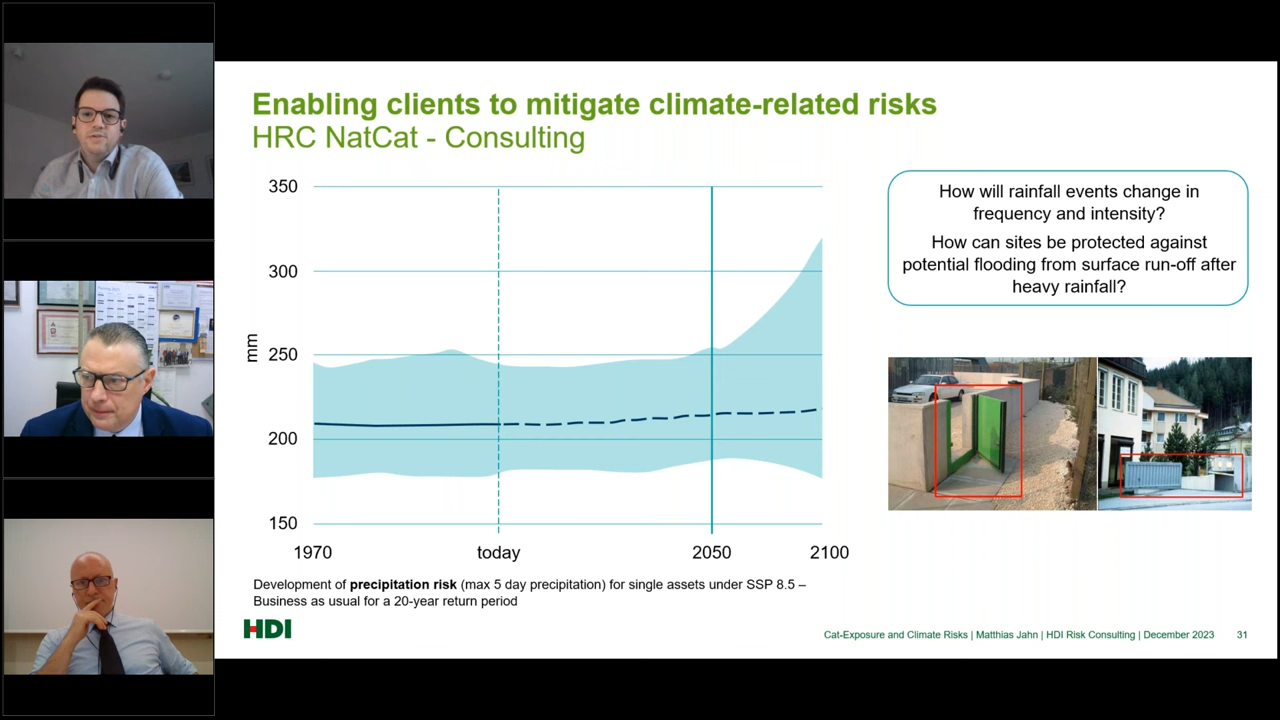 Enabling clients to mitigate climate-related risks
HRC NatCat - Consulting
350
300
250
200
150
mm
1970
today
2050
2100
Development of precipitation risk (max 5 day precipitation) for single assets under SSP 8.5 –
Business as usual for a 20-year return period
How will rainfall events change in
frequency and intensity?
How can sites be protected against
potential flooding from surface run-off after
heavy rainfall?
HDI
Cat-Exposure and Climate Risks | Matthias Jahn | HDI Risk Consulting | December 2023
31